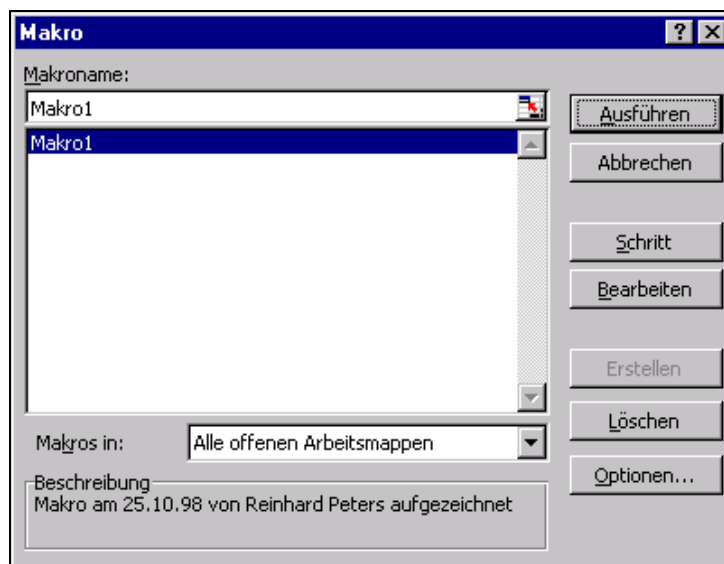 Makro
Makroname:
Makro1
Makro1
Ausführen
Abbrechen
Schritt
Bearbeiten
Erstellen
Löschen
Optionen...
Makros in:
Alle offenen Arbeitsmappen
Beschreibung
Makro am 25.10.98 von Reinhard Peters aufgezeichnet